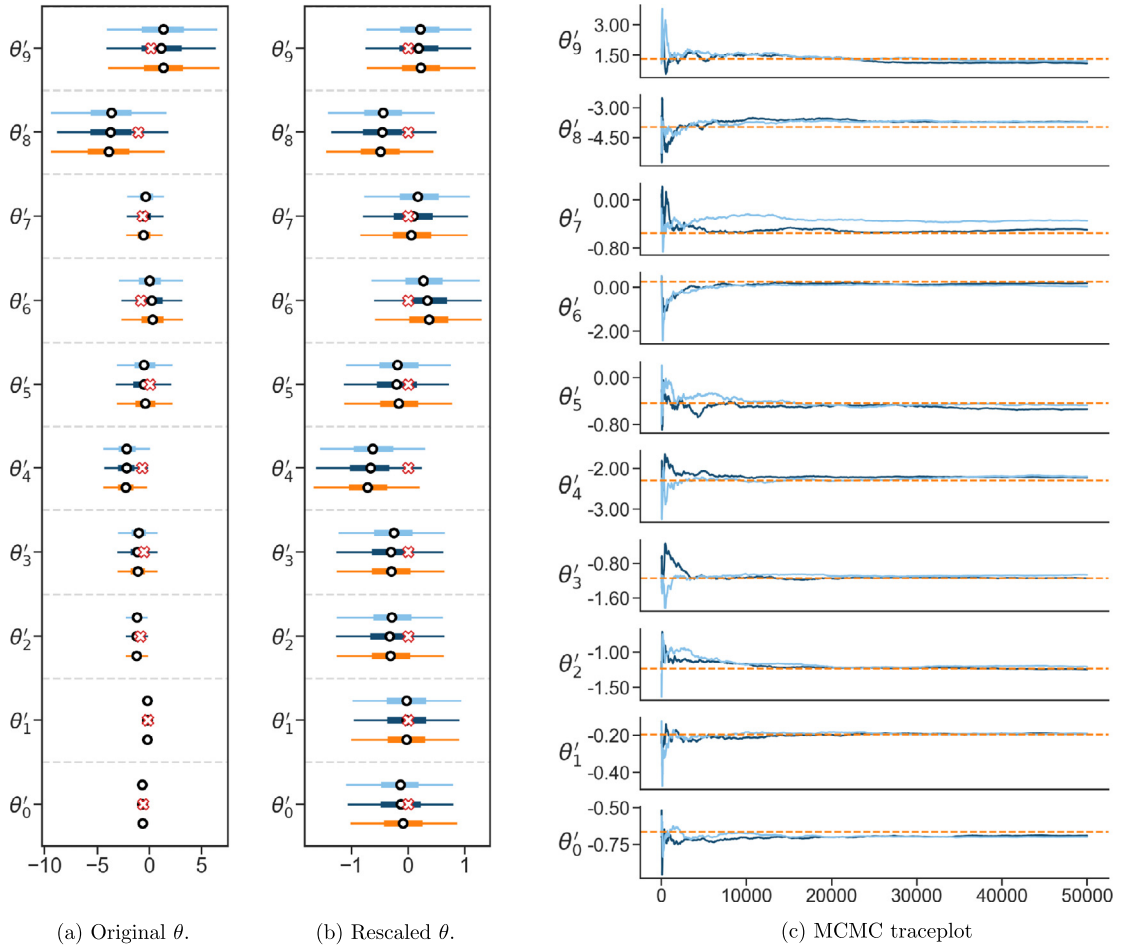 θ′9
θ′8
θ′7
θ′6
θ′5
θ′4
θ′3
θ′2
θ′1
θ′0
−10 −5 0 5
(a) Original θ.
θ′9
θ′8
θ′7
θ′6
θ′5
θ′4
θ′3
θ′2
θ′1
θ′0
−1 0 1
(b) Rescaled θ.
θ′9 3.00
1.50
θ′8 -3.00
-4.50
θ′7 0.00
-0.80
θ′6 0.00
-2.00
θ′5 0.00
-0.80
θ′4 -2.00
-3.00
θ′3 -0.80
-1.60
θ′2 -1.00
-1.50
θ′1 -0.20
-0.40
θ′0 -0.50
-0.75
0 10000 20000 30000 40000 50000
(c) MCMC traceplot